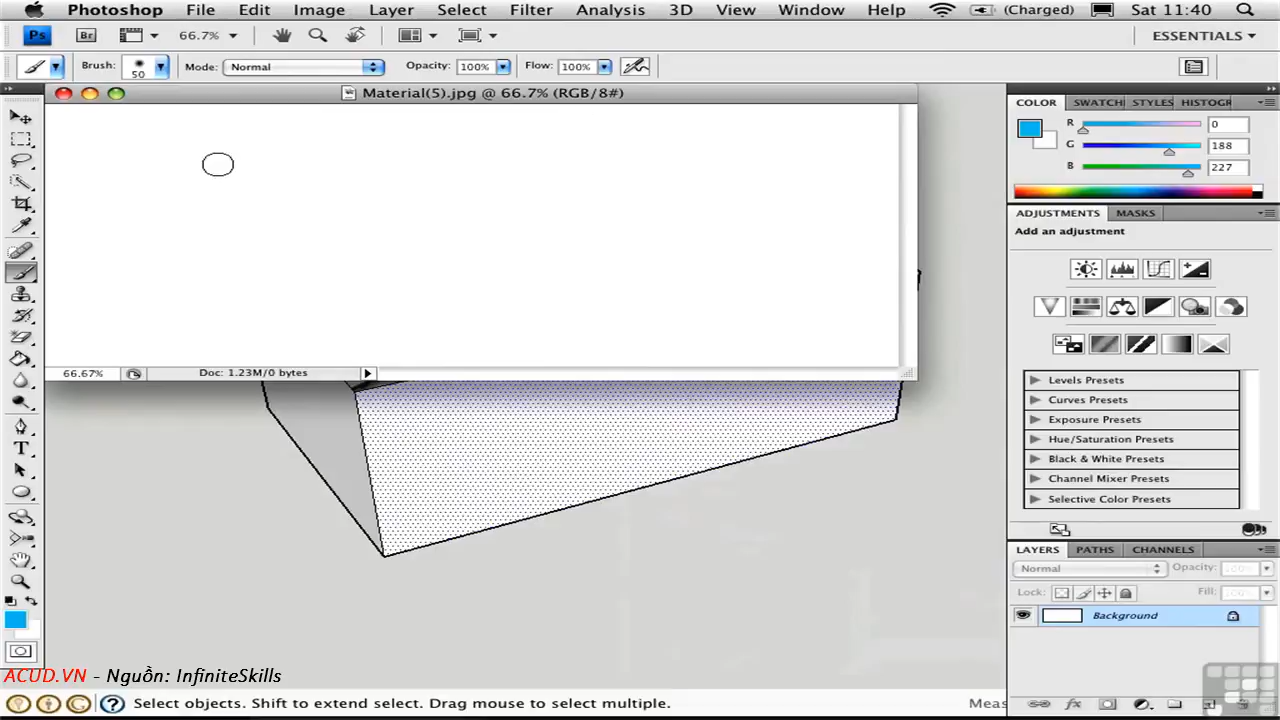 Photoshop File Edit Image Layer Select Filter Analysis 3D View Window Help (Charged) Sat 11:40
Ps Br 66.7% ESSENTIALS
Brush: 50 Mode: Normal Opacity: 100% Flow: 100%
Material(5).jpg @ 66.7% (RGB/8#)
COLOR SWATCH STYLES HISTOGR
R 0
G 188
B 227
ADJUSTMENTS MASKS
Add an adjustment
Levels Presets
Curves Presets
Exposure Presets
Hue/Saturation Presets
Black & White Presets
Channel Mixer Presets
Selective Color Presets
66.67% Doc: 1.23M/0 bytes
LAYERS PATHS CHANNELS
Normal Opacity: 100%
Lock: Fill: 100%
Background
fx
T
ACUD.VN - Nguồn: InfiniteSkills
Select objects. Shift to extend select. Drag mouse to select multiple. Meas